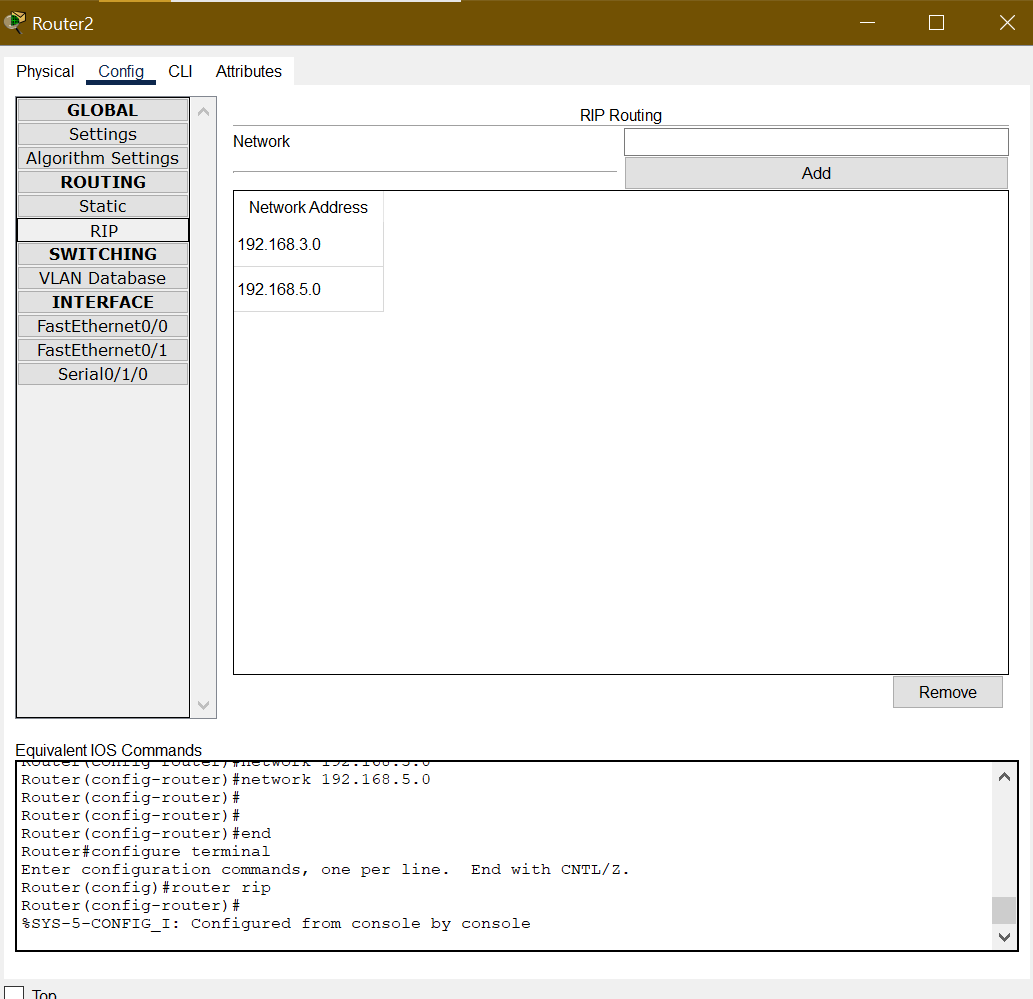 Router2
Physical Config CLI Attributes
GLOBAL
Settings
Algorithm Settings
ROUTING
Static
RIP
SWITCHING
VLAN Database
INTERFACE
FastEthernet0/0
FastEthernet0/1
Serial0/1/0
RIP Routing
Network
Add
Network Address
192.168.3.0
192.168.5.0
Remove
Equivalent IOS Commands
Router(config-router)#network 192.168.5.0
Router(config-router)#
Router(config-router)#
Router(config-router)#end
Router#configure terminal
Enter configuration commands, one per line. End with CNTL/Z.
Router(config)#router rip
Router(config-router)#
%SYS-5-CONFIG_I: Configured from console by console
Top